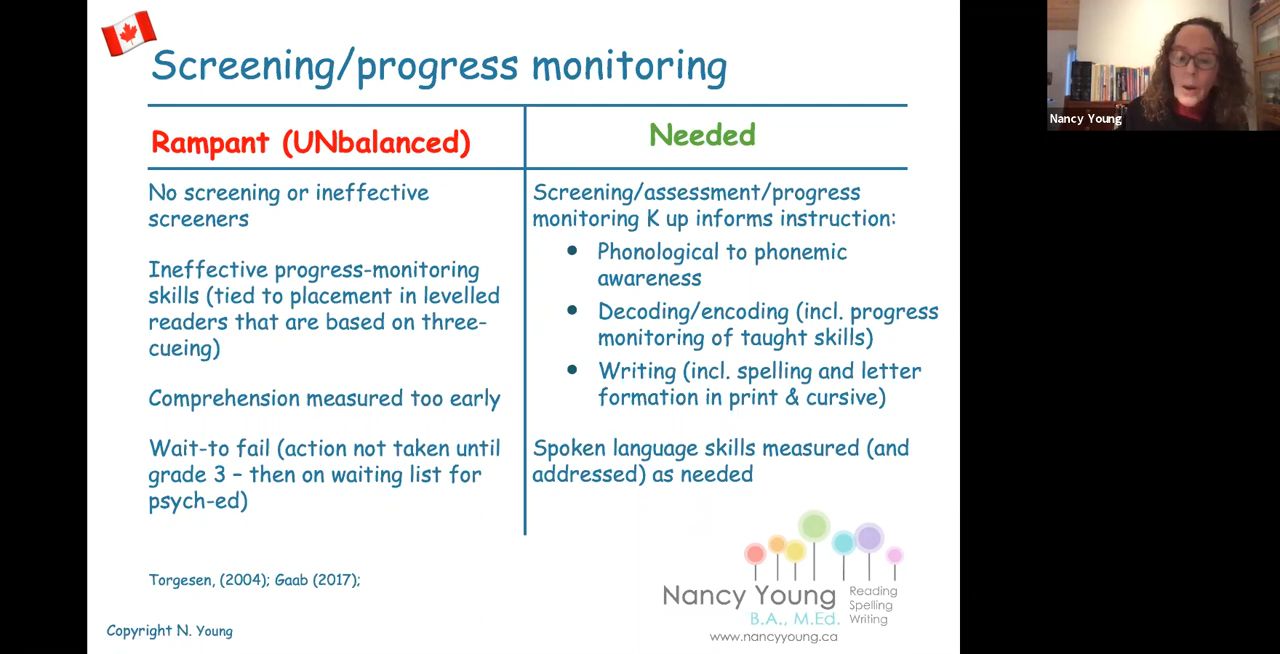 Screening/progress monitoring
Rampant (UNbalanced)
No screening or ineffective
screeners
Ineffective progress-monitoring
skills (tied to placement in levelled
readers that are based on three-
cueing)
Comprehension measured too early
Wait-to fail (action not taken until
grade 3 – then on waiting list for
psych-ed)
Needed
Screening/assessment/progress
monitoring K up informs instruction:
• Phonological to phonemic
awareness
• Decoding/encoding (incl. progress
monitoring of taught skills)
• Writing (incl. spelling and letter
formation in print & cursive)
Spoken language skills measured (and
addressed) as needed
Torgesen, (2004); Gaab (2017);
Copyright N. Young
Nancy Young
B.A., M.Ed.
Reading
Spelling
Writing
www.nancyyoung.ca
Nancy Young